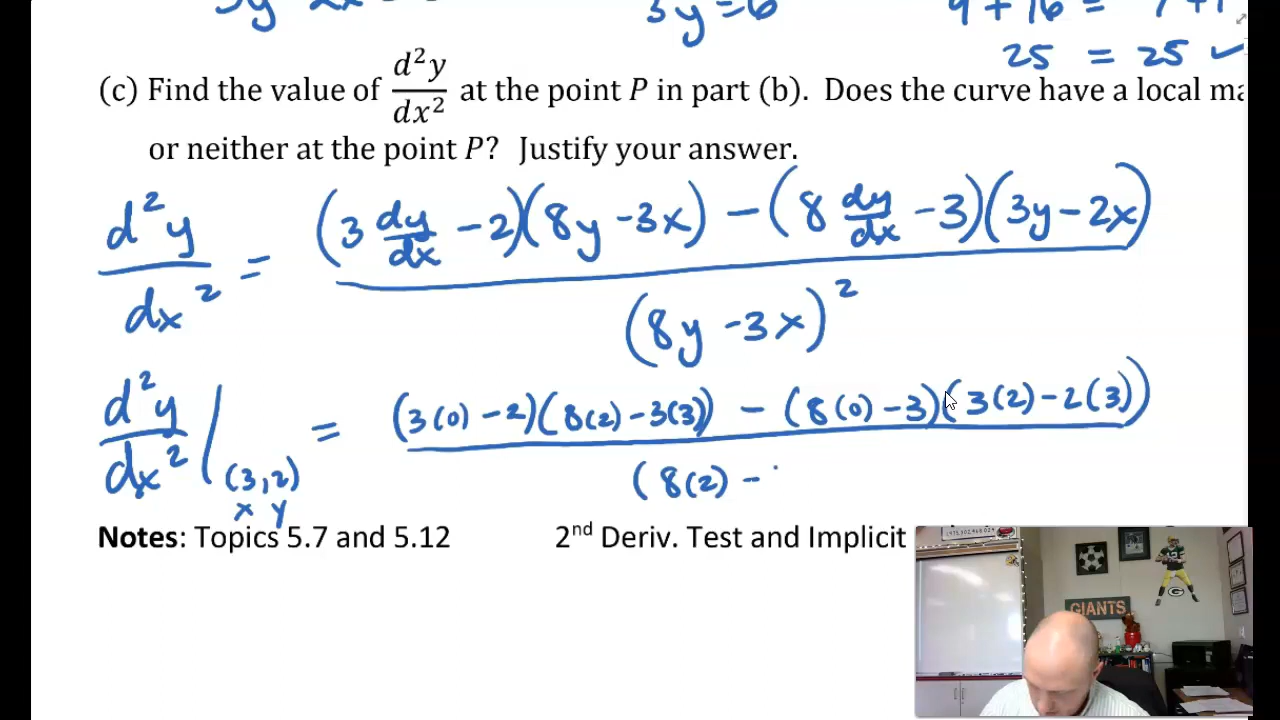 3y 2x 3y = 6 9 + 16 =
25 = 25 ✓
(c) Find the value of d²y/dx² at the point P in part (b). Does the curve have a local ma
or neither at the point P? Justify your answer.
d²y/dx² = ((3 dy/dx - 2)(8y - 3x) - (8 dy/dx - 3)(3y - 2x)) / (8y - 3x)²
d²y/dx² |(3,2) = ((3(0) - 2)(8(2) - 3(3)) - (8(0) - 3)(3(2) - 2(3))) / (8(2) -
x y
Notes: Topics 5.7 and 5.12 2nd Deriv. Test and Implicit
GIANTS
G